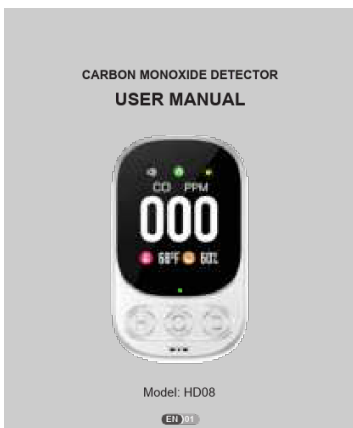 CARBON MONOXIDE DETECTOR
USER MANUAL
CO PPM
000
68°F 60%
Model: HD08
EN 01